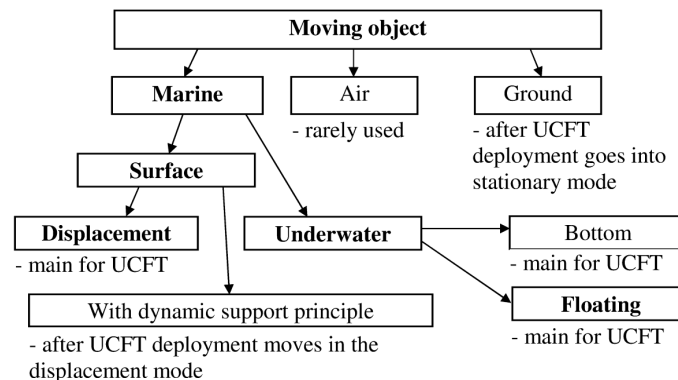 Moving object
Marine
Air
Ground
- rarely used
- after UCFT
deployment goes into
stationary mode
Surface
Displacement
- main for UCFT
Underwater
Bottom
- main for UCFT
With dynamic support principle
- after UCFT deployment moves in the
displacement mode
Floating
- main for UCFT